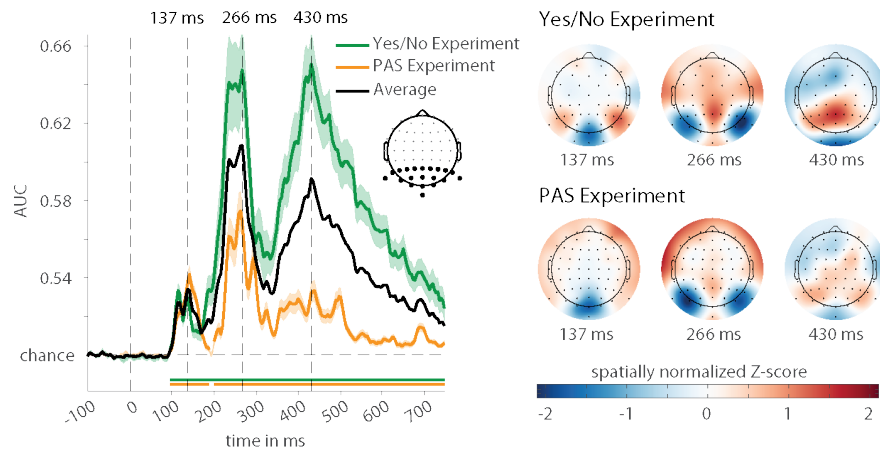 137 ms 266 ms 430 ms
Yes/No Experiment
PAS Experiment
Average
AUC
0.66
0.62
0.58
0.54
chance
-100 0 100 200 300 400 500 600 700
time in ms
Yes/No Experiment
137 ms 266 ms 430 ms
PAS Experiment
137 ms 266 ms 430 ms
spatially normalized Z-score
-2 -1 0 1 2